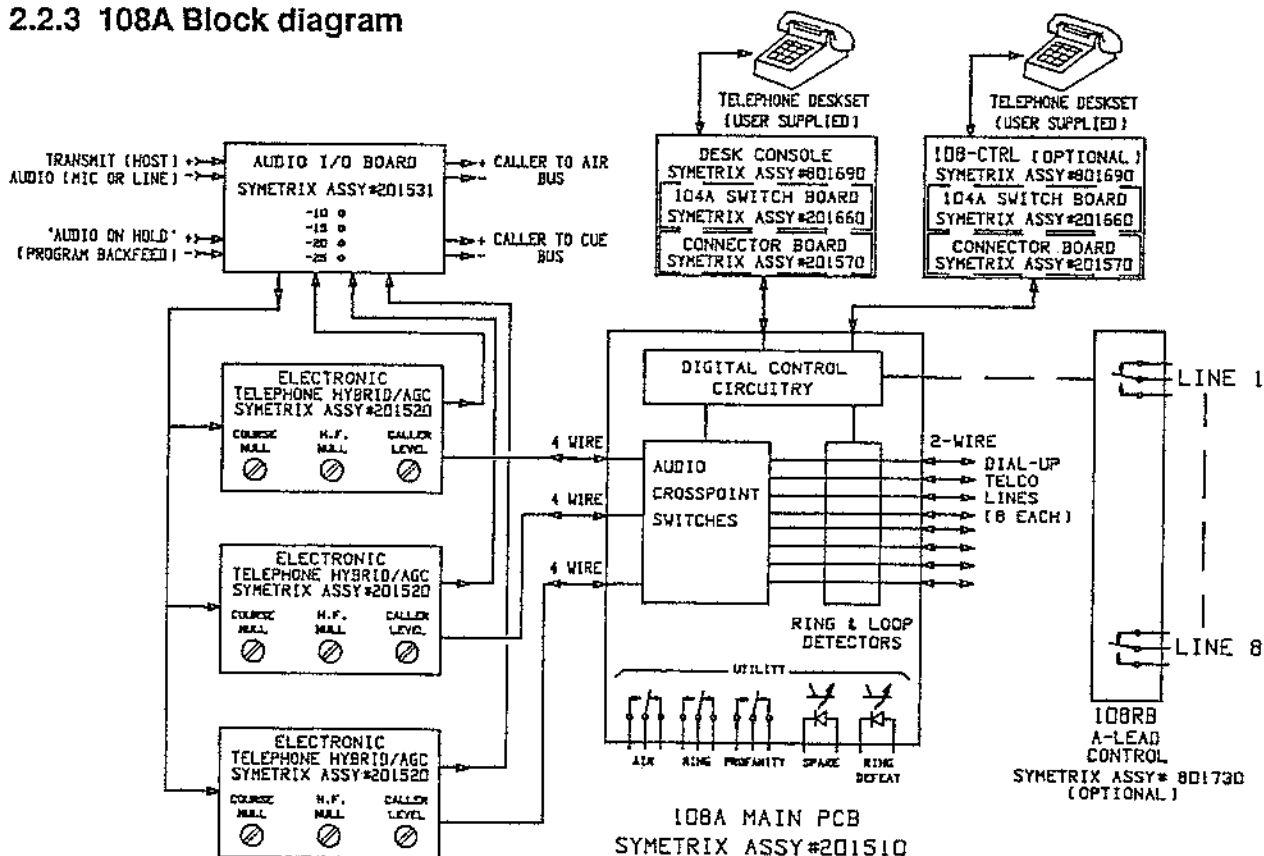 2.2.3 108A Block diagram
TELEPHONE DESKSET
(USER SUPPLIED)
TELEPHONE DESKSET
(USER SUPPLIED)
TRANSMIT (HOST) +
AUDIO (MIC OR LINE) -
"AUDIO ON HOLD" +
(PROGRAM BACKFEED) -
AUDIO I/O BOARD
SYMETRIX ASSY#201531
-10
-15
-20
-25
+ CALLER TO AIR
- BUS
+ CALLER TO CUE
- BUS
DESK CONSOLE
SYMETRIX ASSY#801690
104A SWITCH BOARD
SYMETRIX ASSY#201660
CONNECTOR BOARD
SYMETRIX ASSY#201570
108-CTRL (OPTIONAL)
SYMETRIX ASSY#801690
104A SWITCH BOARD
SYMETRIX ASSY#201660
CONNECTOR BOARD
SYMETRIX ASSY#201570
ELECTRONIC
TELEPHONE HYBRID/AGC
SYMETRIX ASSY#201520
COURSE NULL
H.F. NULL
CALLER LEVEL
ELECTRONIC
TELEPHONE HYBRID/AGC
SYMETRIX ASSY#201520
COURSE NULL
H.F. NULL
CALLER LEVEL
ELECTRONIC
TELEPHONE HYBRID/AGC
SYMETRIX ASSY#201520
COURSE NULL
H.F. NULL
CALLER LEVEL
4 WIRE
4 WIRE
4 WIRE
DIGITAL CONTROL
CIRCUITRY
AUDIO
CROSSPOINT
SWITCHES
RING & LOOP
DETECTORS
2-WIRE
DIAL-UP
TELCO
LINES
(8 EACH)
UTILITY
AIR
RING
PROFANITY
SPARE
RING
DEFEAT
108A MAIN PCB
SYMETRIX ASSY#201510
LINE 1
LINE 8
108RB
A-LEAD
CONTROL
SYMETRIX ASSY# 801730
(OPTIONAL)